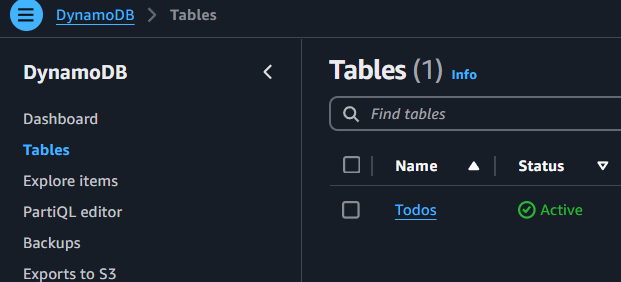 DynamoDB > Tables
DynamoDB
Dashboard
Tables
Explore items
PartiQL editor
Backups
Exports to S3
Tables (1) Info
Find tables
Name Status
Todos Active